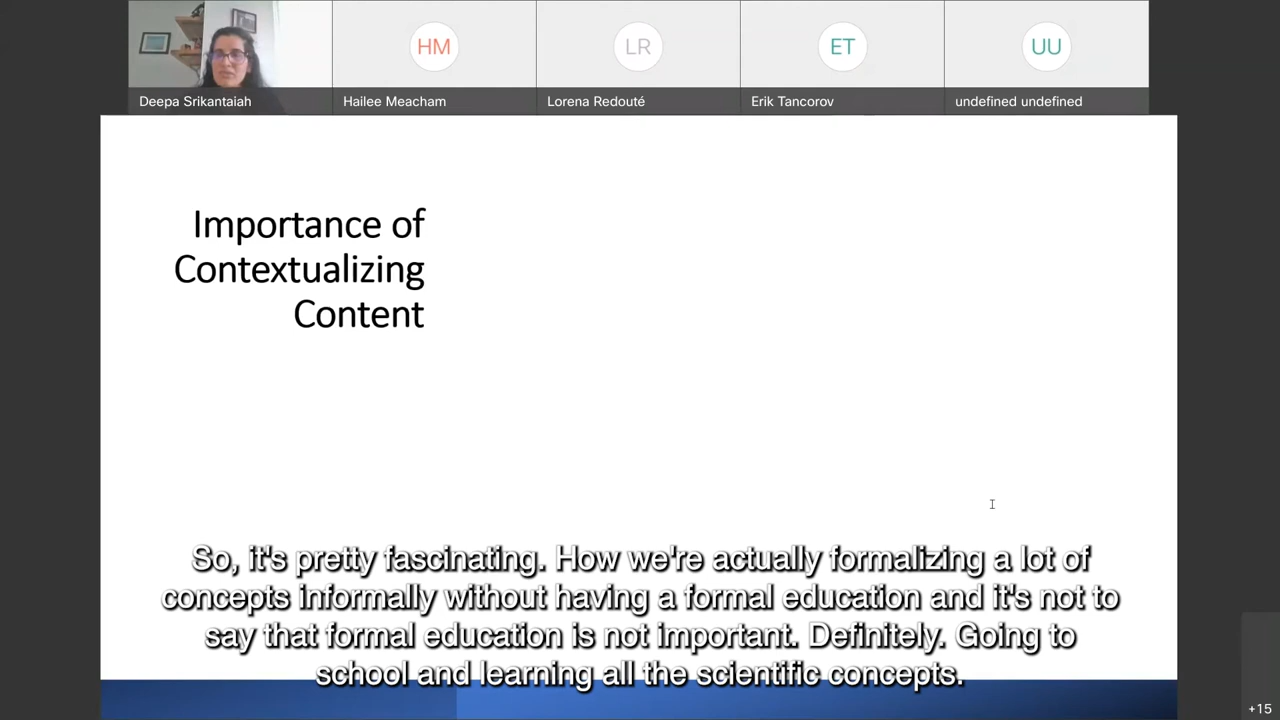 HM
LR
ET
UU
Deepa Srikantaiah
Hailee Meacham
Lorena Redouté
Erik Tancorov
undefined undefined
Importance of
Contextualizing
Content
So, it's pretty fascinating. How we're actually formalizing a lot of
concepts informally without having a formal education and it's not to
say that formal education is not important. Definitely. Going to
school and learning all the scientific concepts.
+15